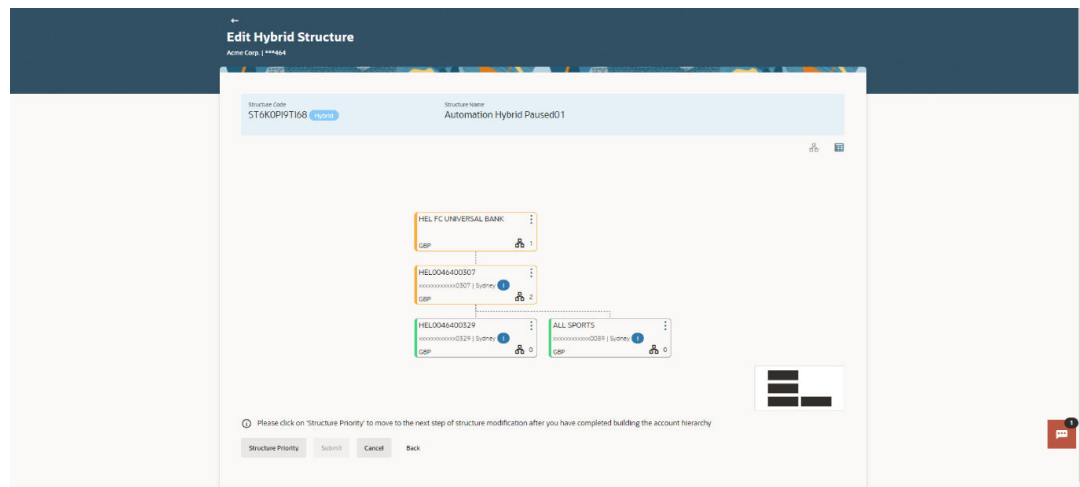 Edit Hybrid Structure
Acme Corp. | ***464
Structure Code
Structure Name
ST6K0PI9TI68 Hybrid
Automation Hybrid Paused01
HEL FC UNIVERSAL BANK
GBP 1
HEL0046400307
xxxxxxxxxxxx0307 | Sydney I
GBP 2
HEL0046400329
xxxxxxxxxxxx0329 | Sydney I
GBP 0
ALL SPORTS
xxxxxxxxxxxx0089 | Sydney I
GBP 0
Please click on 'Structure Priority' to move to the next step of structure modification after you have completed building the account hierarchy
Structure Priority Submit Cancel Back
1